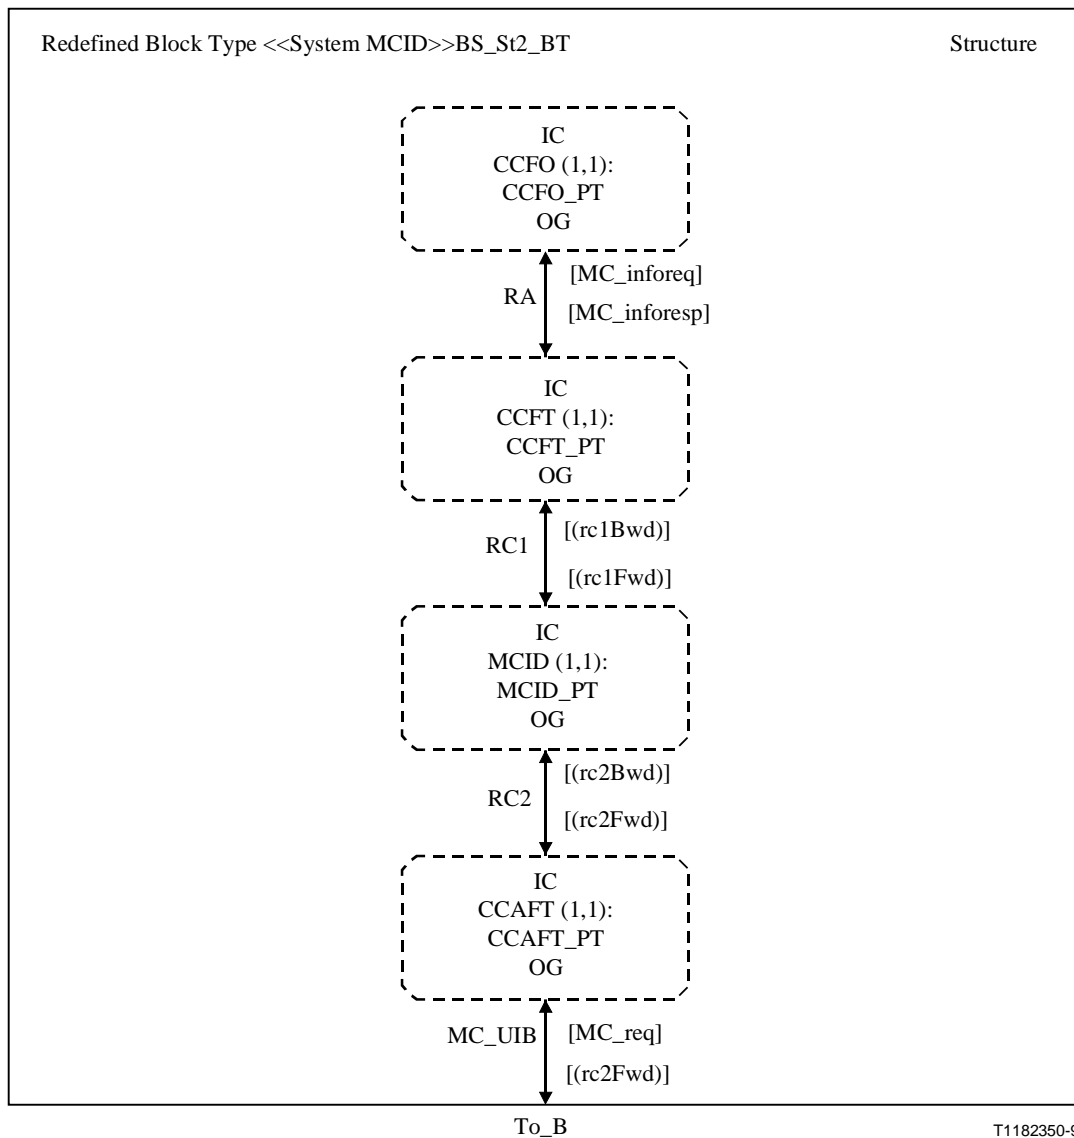 Redefined Block Type <<System MCID>>BS_St2_BT Structure
IC
CCFO (1,1):
CCFO_PT
OG
[MC_inforeq]
RA
[MC_inforesp]
IC
CCFT (1,1):
CCFT_PT
OG
[(rc1Bwd)]
RC1
[(rc1Fwd)]
IC
MCID (1,1):
MCID_PT
OG
[(rc2Bwd)]
RC2
[(rc2Fwd)]
IC
CCAFT (1,1):
CCAFT_PT
OG
MC_UIB [MC_req]
[(rc2Fwd)]
To_B
T1182350-9